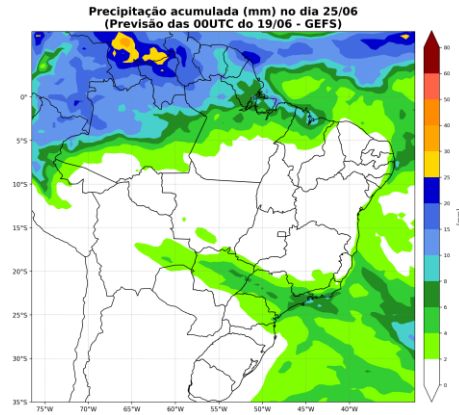 Precipitação acumulada (mm) no dia 25/06
(Previsão das 00UTC do 19/06 - GEFS)
80
60
50
40
30
25
20
15
10
8
6
4
2
0
0°
5°S
10°S
15°S
20°S
25°S
30°S
35°S
75°W
70°W
65°W
60°W
55°W
50°W
45°W
40°W